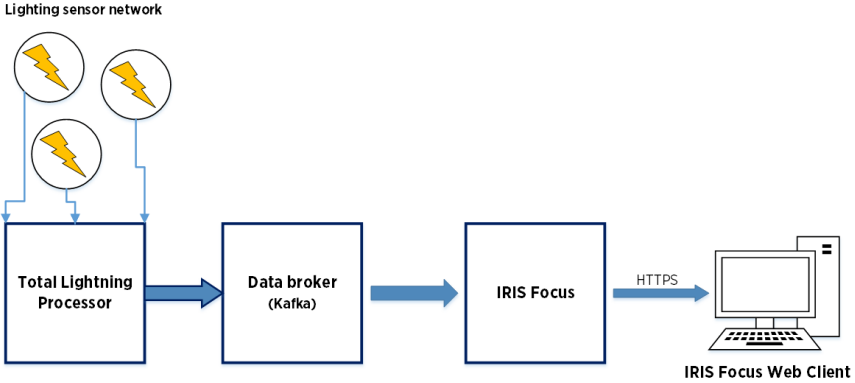 Lighting sensor network
Total Lightning
Processor
Data broker
(Kafka)
IRIS Focus
HTTPS
IRIS Focus Web Client